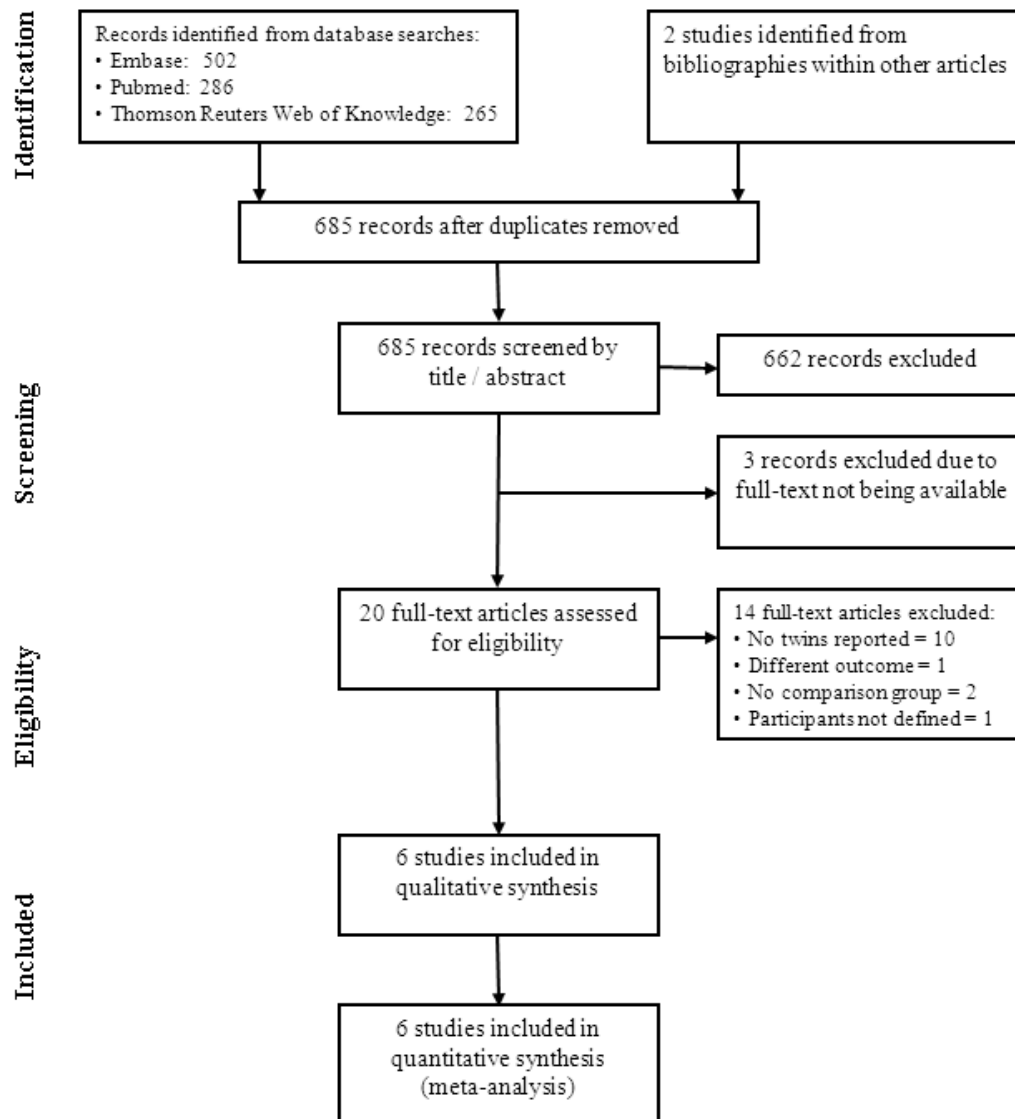 Identification
Records identified from database searches:
• Embase: 502
• Pubmed: 286
• Thomson Reuters Web of Knowledge: 265
2 studies identified from
bibliographies within other articles
685 records after duplicates removed
Screening
685 records screened by
title / abstract
662 records excluded
3 records excluded due to
full-text not being available
Eligibility
20 full-text articles assessed
for eligibility
14 full-text articles excluded:
• No twins reported = 10
• Different outcome = 1
• No comparison group = 2
• Participants not defined = 1
Included
6 studies included in
qualitative synthesis
6 studies included in
quantitative synthesis
(meta-analysis)